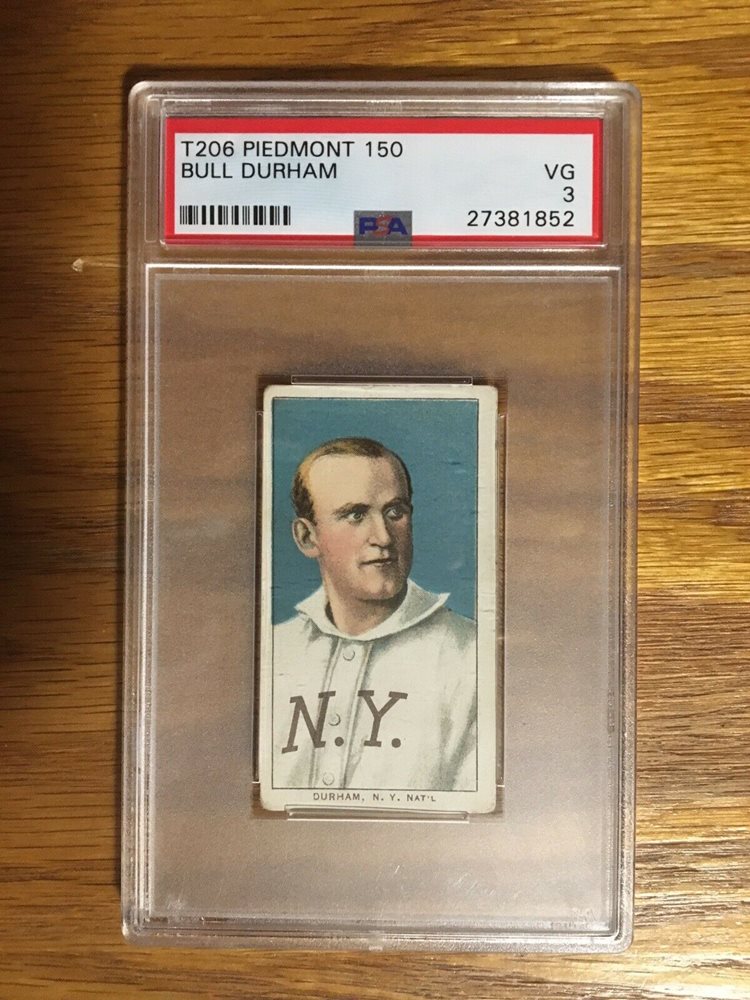 T206 PIEDMONT 150
BULL DURHAM VG
3
PSA 27381852
N.Y.
DURHAM, N. Y. NAT'L